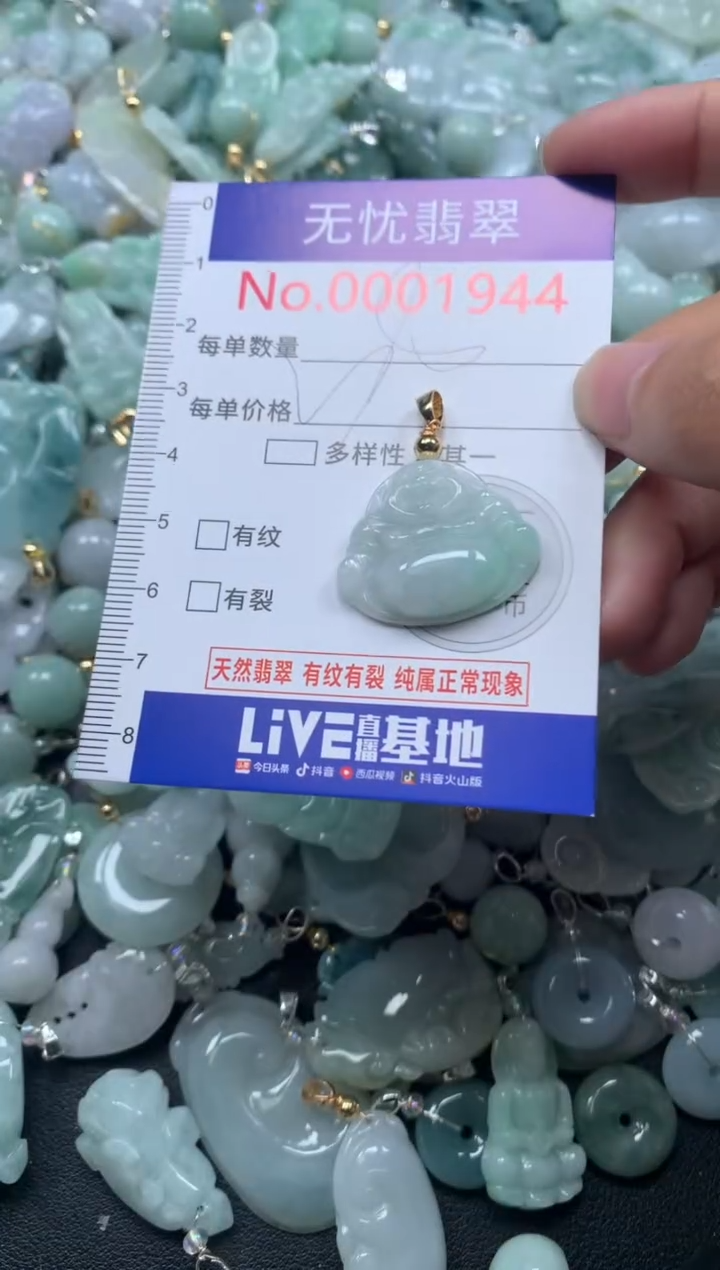 无忧翡翠
0
No.0001944
1
2
每单数量
3
每单价格
4
多样性 其一
5
有纹
6
有裂
市
7
天然翡翠 有纹有裂 纯属正常现象
8
LiVE直播基地
今日头条 抖音 西瓜视频 抖音火山版